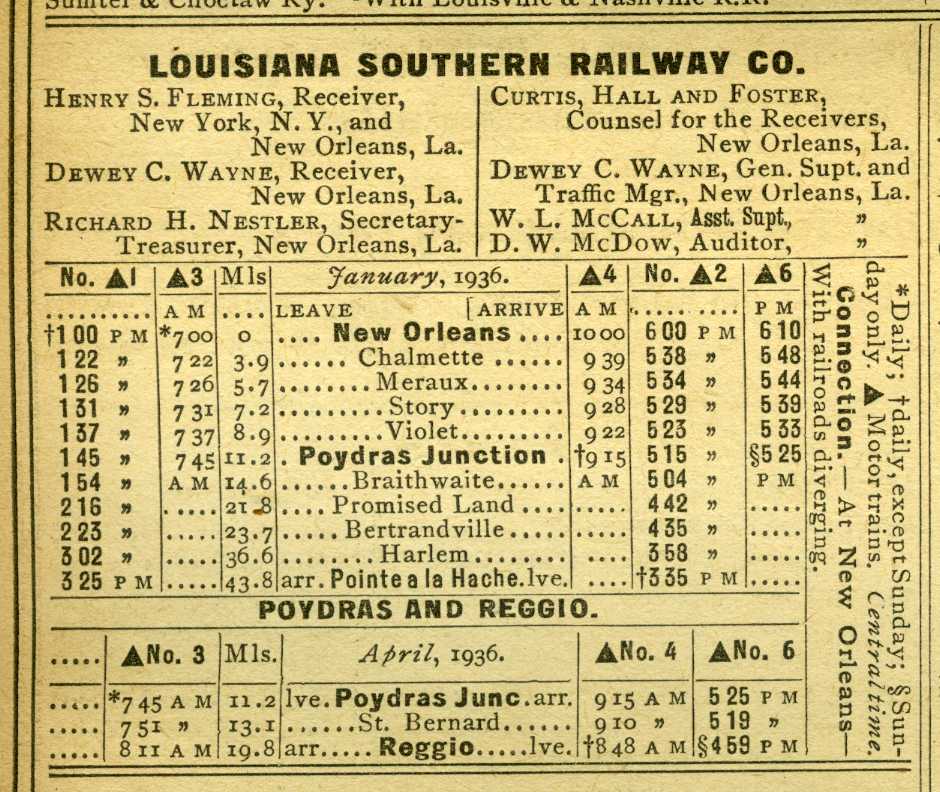 Sumter & Choctaw Ry. -With Louisville & Nashville R.R.
LOUISIANA SOUTHERN RAILWAY CO.
HENRY S. FLEMING, Receiver,
New York, N. Y., and
New Orleans, La.
DEWEY C. WAYNE, Receiver,
New Orleans, La.
RICHARD H. NESTLER, Secretary-
Treasurer, New Orleans, La.
CURTIS, HALL AND FOSTER,
Counsel for the Receivers,
New Orleans, La.
DEWEY C. WAYNE, Gen. Supt. and
Traffic Mgr., New Orleans, La.
W. L. MCCALL, Asst. Supt., „
D. W. MCDOW, Auditor, „
No. ▲1 ▲3 Mls January, 1936. ▲4 No. ▲2 ▲6
.......... A M .... LEAVE [ARRIVE A M .......... P M
†1 00 P M *7 00 0 .... New Orleans .... 10 00 6 00 P M 6 10
1 22 „ 7 22 3.9 ...... Chalmette ...... 9 39 5 38 „ 5 48
1 26 „ 7 26 5.7 ........ Meraux........ 9 34 5 34 „ 5 44
1 31 „ 7 31 7.2 ......... Story ......... 9 28 5 29 „ 5 39
1 37 „ 7 37 8.9 ......... Violet......... 9 22 5 23 „ 5 33
1 45 „ 7 45 11.2 . Poydras Junction . †9 15 5 15 „ §5 25
1 54 „ A M 14.6 ..... Braithwaite...... A M 5 04 „ P M
2 16 „ ..... 21.8 .... Promised Land .... .... 4 42 „ .....
2 23 „ ..... 23.7 ..... Bertrandville ..... .... 4 35 „ .....
3 02 „ ..... 36.6 ........ Harlem ........ .... 3 58 „ .....
3 25 P M ..... 43.8 arr. Pointe a la Hache. lve. .... †3 35 P M .....
*Daily; †daily, except Sunday; §Sun-
day only. ▲ Motor trains. Central time.
Connection.—At New Orleans—
With railroads diverging.
POYDRAS AND REGGIO.
..... ▲No. 3 Mls. April, 1936. ▲No. 4 ▲No. 6
..... *7 45 A M 11.2 lve. Poydras Junc. arr. 9 15 A M 5 25 P M
..... 7 51 „ 13.1 ...... St. Bernard ...... 9 10 „ 5 19 „
..... 8 11 A M 19.8 arr..... Reggio.....lve. †8 48 A M §4 59 P M